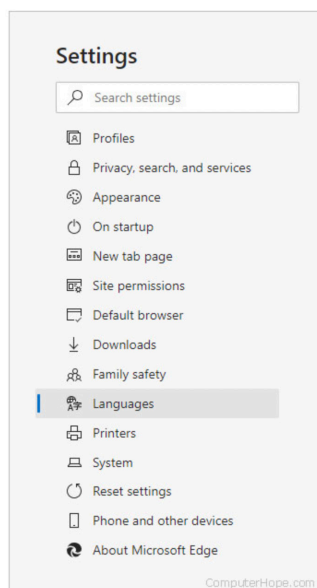 Settings
Search settings
Profiles
Privacy, search, and services
Appearance
On startup
New tab page
Site permissions
Default browser
Downloads
Family safety
Languages
Printers
System
Reset settings
Phone and other devices
About Microsoft Edge
ComputerHope.com